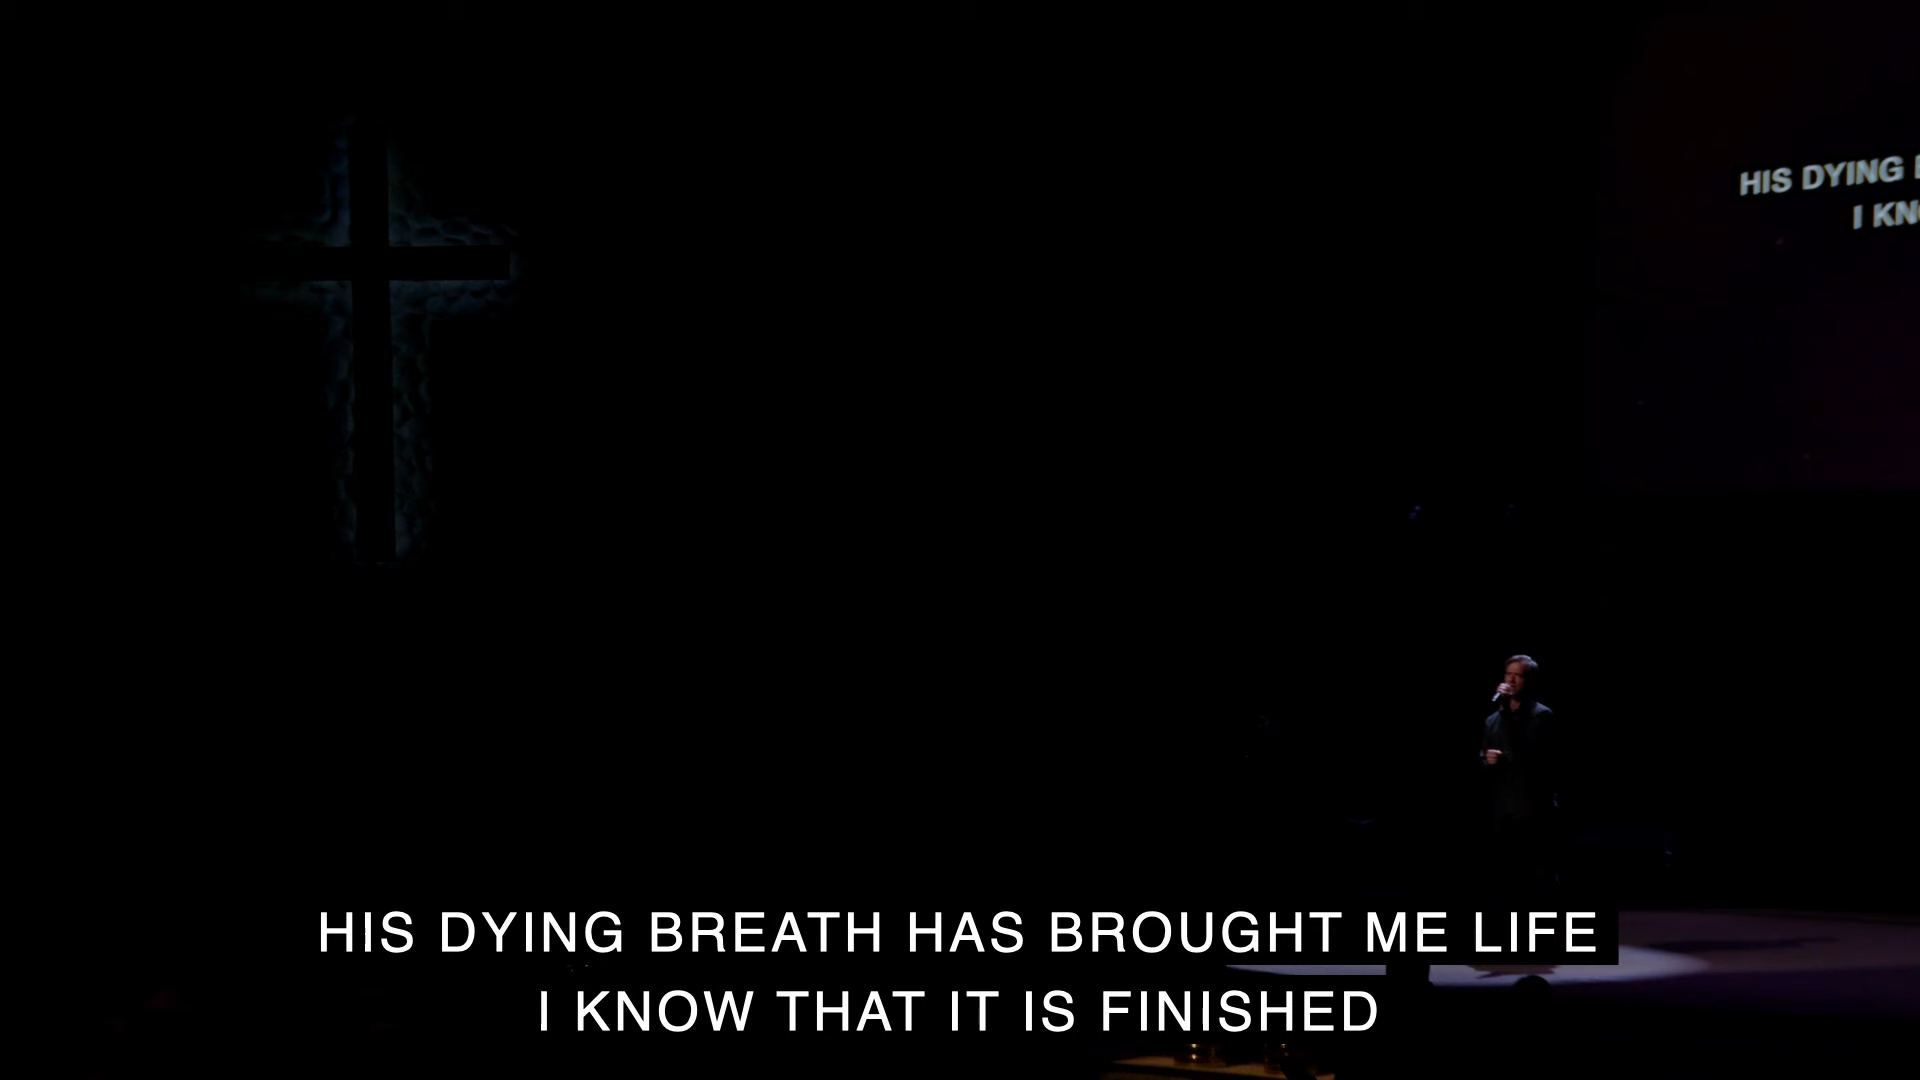 HIS DYING
I KN
HIS DYING BREATH HAS BROUGHT ME LIFE
I KNOW THAT IT IS FINISHED